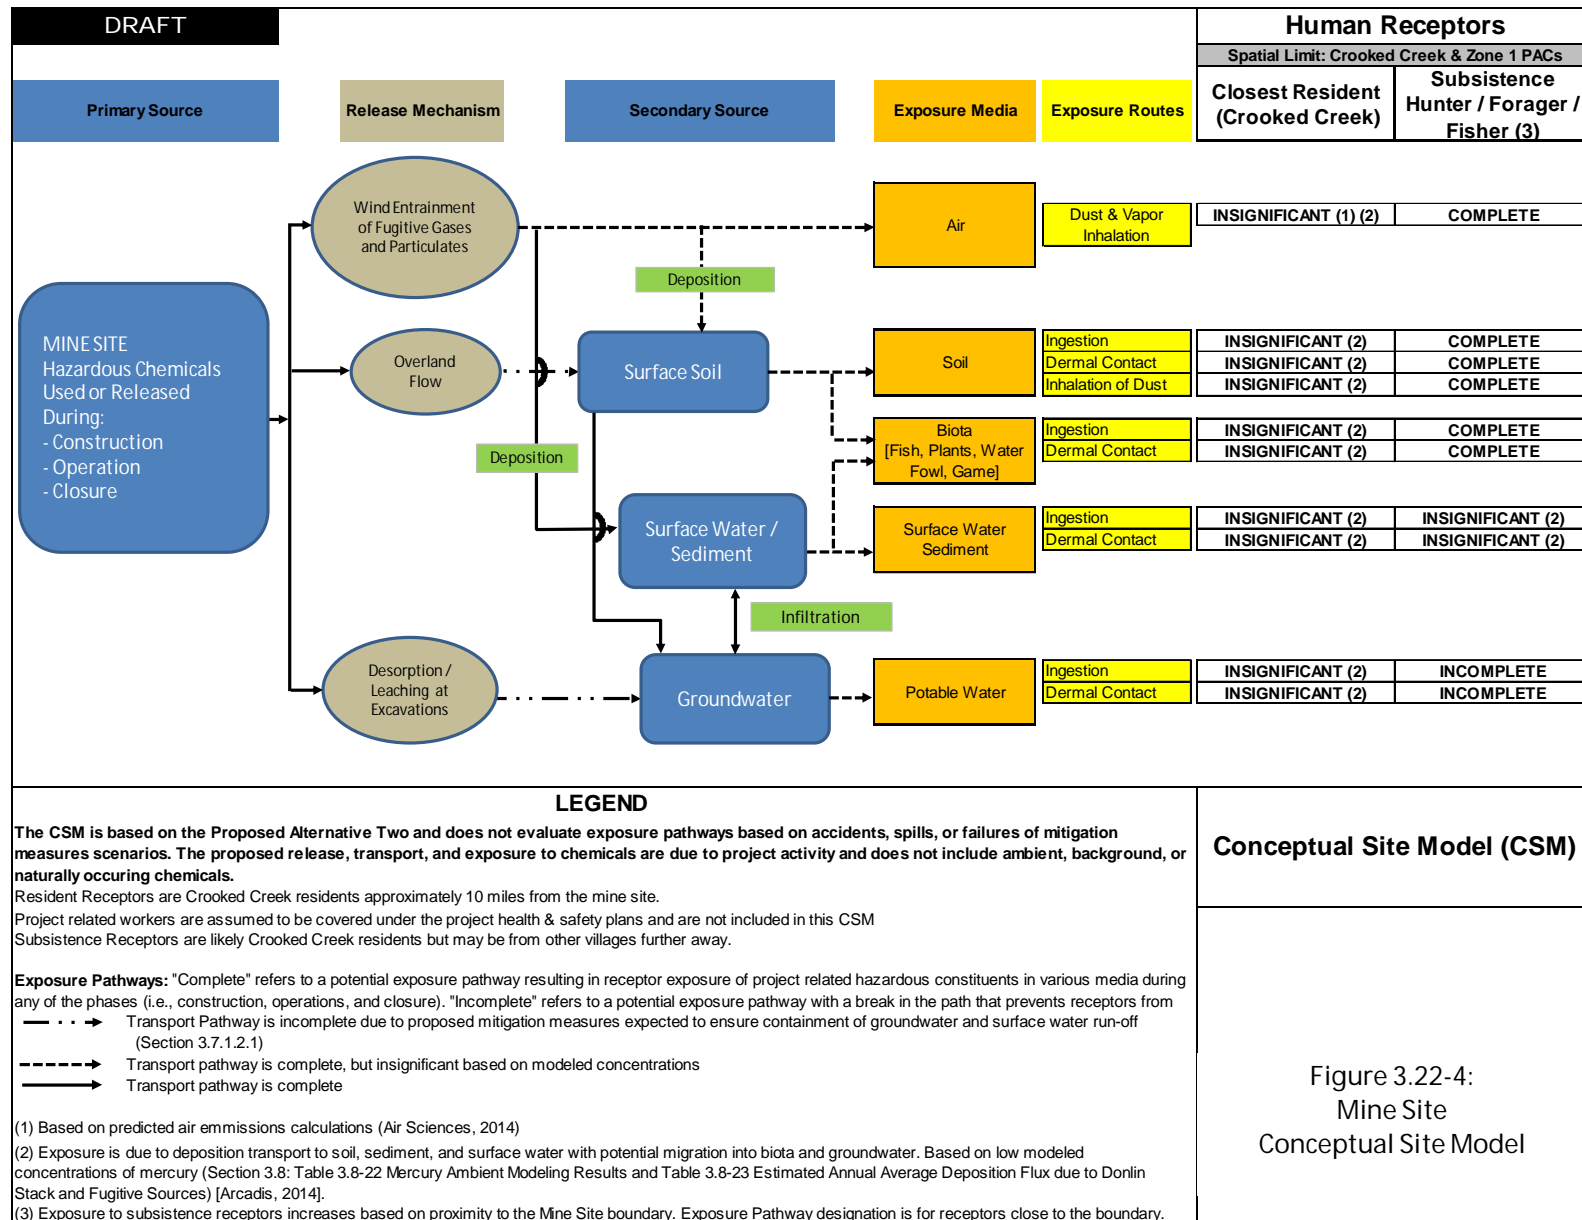 DRAFT
Human Receptors
Spatial Limit: Crooked Creek & Zone 1 PACs
Primary Source
Release Mechanism
Secondary Source
Exposure Media
Exposure Routes
Closest Resident
(Crooked Creek)
Subsistence
Hunter / Forager /
Fisher (3)
Wind Entrainment
of Fugitive Gases
and Particulates
Air
Dust & Vapor
Inhalation
INSIGNIFICANT (1) (2)
COMPLETE
Deposition
MINE SITE
Hazardous Chemicals
Used or Released
During:
- Construction
- Operation
- Closure
Overland
Flow
Surface Soil
Soil
Ingestion
INSIGNIFICANT (2)
COMPLETE
Dermal Contact
INSIGNIFICANT (2)
COMPLETE
Inhalation of Dust
INSIGNIFICANT (2)
COMPLETE
Deposition
Biota
[Fish, Plants, Water
Fowl, Game]
Ingestion
INSIGNIFICANT (2)
COMPLETE
Dermal Contact
INSIGNIFICANT (2)
COMPLETE
Surface Water /
Sediment
Surface Water
Sediment
Ingestion
INSIGNIFICANT (2)
INSIGNIFICANT (2)
Dermal Contact
INSIGNIFICANT (2)
INSIGNIFICANT (2)
Infiltration
Desorption /
Leaching at
Excavations
Groundwater
Potable Water
Ingestion
INSIGNIFICANT (2)
INCOMPLETE
Dermal Contact
INSIGNIFICANT (2)
INCOMPLETE
LEGEND
The CSM is based on the Proposed Alternative Two and does not evaluate exposure pathways based on accidents, spills, or failures of mitigation
measures scenarios. The proposed release, transport, and exposure to chemicals are due to project activity and does not include ambient, background, or
naturally occuring chemicals.
Resident Receptors are Crooked Creek residents approximately 10 miles from the mine site.
Project related workers are assumed to be covered under the project health & safety plans and are not included in this CSM
Subsistence Receptors are likely Crooked Creek residents but may be from other villages further away.
Exposure Pathways: "Complete" refers to a potential exposure pathway resulting in receptor exposure of project related hazardous constituents in various media during
any of the phases (i.e., construction, operations, and closure). "Incomplete" refers to a potential exposure pathway with a break in the path that prevents receptors from
Transport Pathway is incomplete due to proposed mitigation measures expected to ensure containment of groundwater and surface water run-off
(Section 3.7.1.2.1)
Transport pathway is complete, but insignificant based on modeled concentrations
Transport pathway is complete
(1) Based on predicted air emmissions calculations (Air Sciences, 2014)
(2) Exposure is due to deposition transport to soil, sediment, and surface water with potential migration into biota and groundwater. Based on low modeled
concentrations of mercury (Section 3.8: Table 3.8-22 Mercury Ambient Modeling Results and Table 3.8-23 Estimated Annual Average Deposition Flux due to Donlin
Stack and Fugitive Sources) [Arcadis, 2014].
(3) Exposure to subsistence receptors increases based on proximity to the Mine Site boundary. Exposure Pathway designation is for receptors close to the boundary.
Conceptual Site Model (CSM)
Figure 3.22-4:
Mine Site
Conceptual Site Model